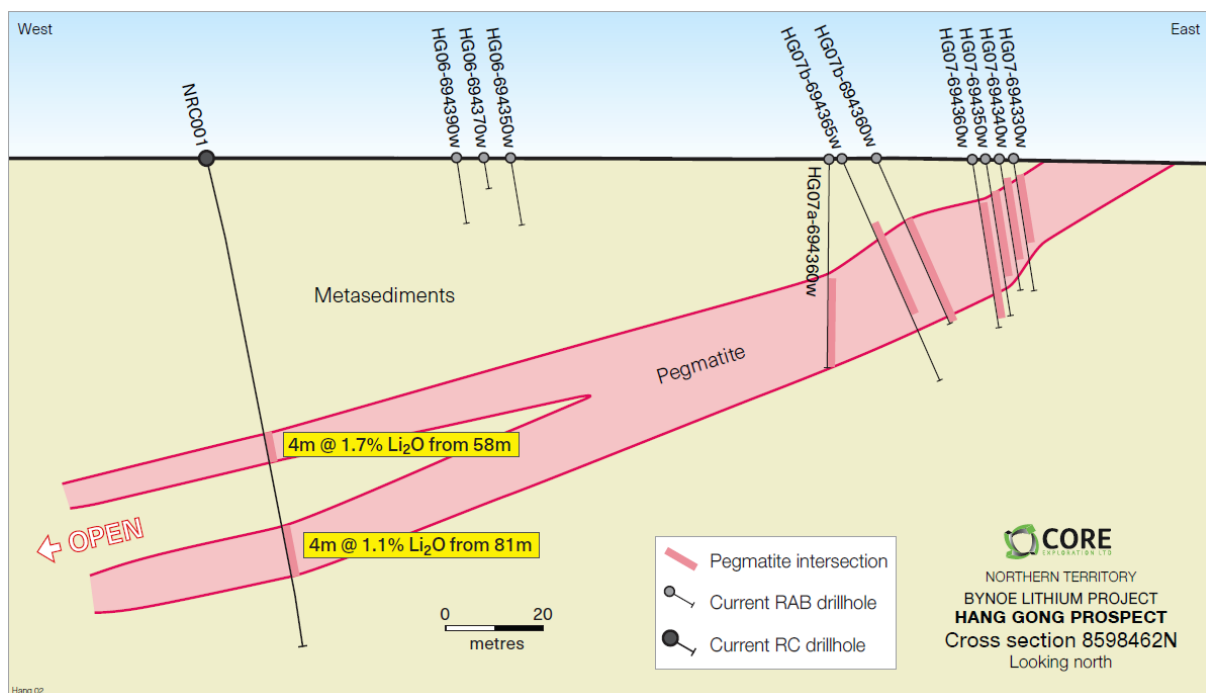 West
East
NRC001
HG06-694390w
HG06-694370w
HG06-694350w
HG07b-694365w
HG07b-694360w
HG07-694360w
HG07-694350w
HG07-694340w
HG07-694330w
HG07a-694360w
Metasediments
Pegmatite
4m @ 1.7% Li₂O from 58m
4m @ 1.1% Li₂O from 81m
OPEN
0 20
metres
Pegmatite intersection
Current RAB drillhole
Current RC drillhole
CORE
EXPLORATION LTD
NORTHERN TERRITORY
BYNOE LITHIUM PROJECT
HANG GONG PROSPECT
Cross section 8598462N
Looking north
Hang 02